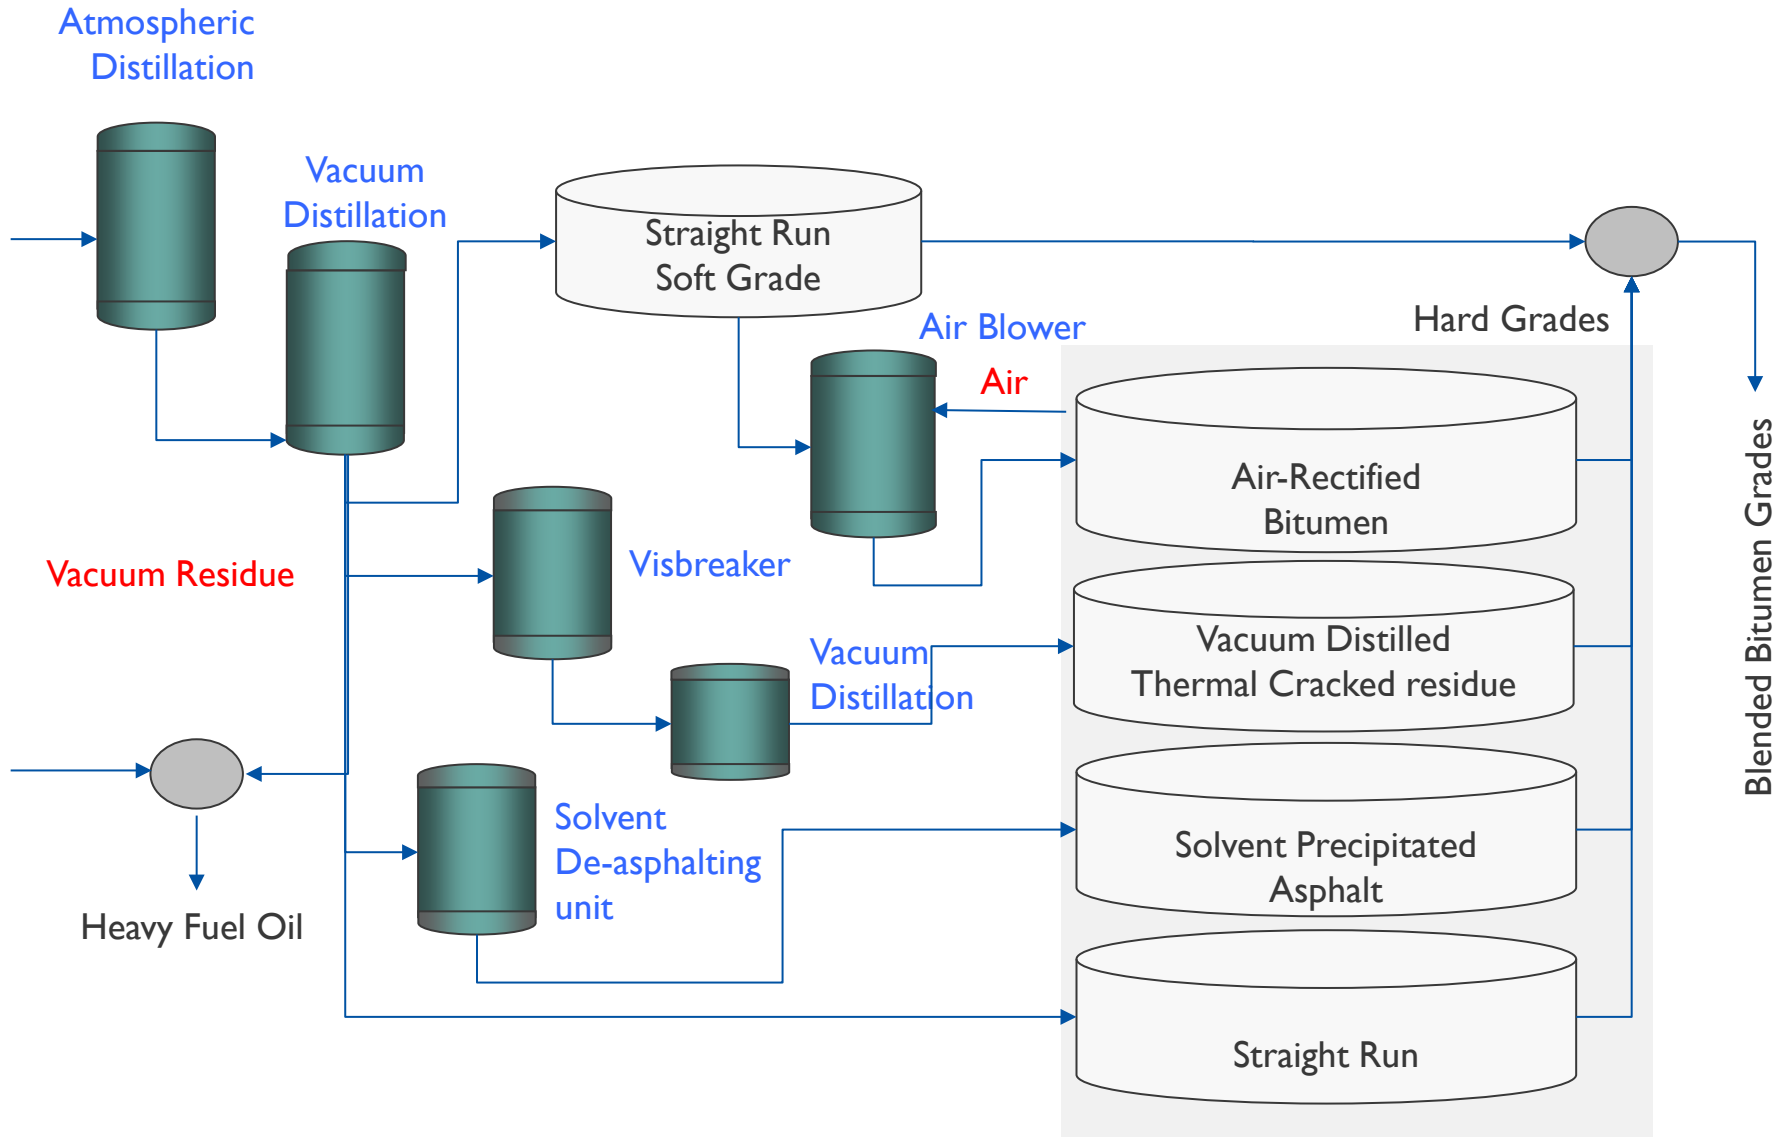 Atmospheric
Distillation
Vacuum
Distillation
Straight Run
Soft Grade
Air Blower
Hard Grades
Air
Air-Rectified
Bitumen
Vacuum Residue
Visbreaker
Vacuum
Distillation
Vacuum Distilled
Thermal Cracked residue
Blended Bitumen Grades
Solvent
De-asphalting
unit
Solvent Precipitated
Asphalt
Heavy Fuel Oil
Straight Run